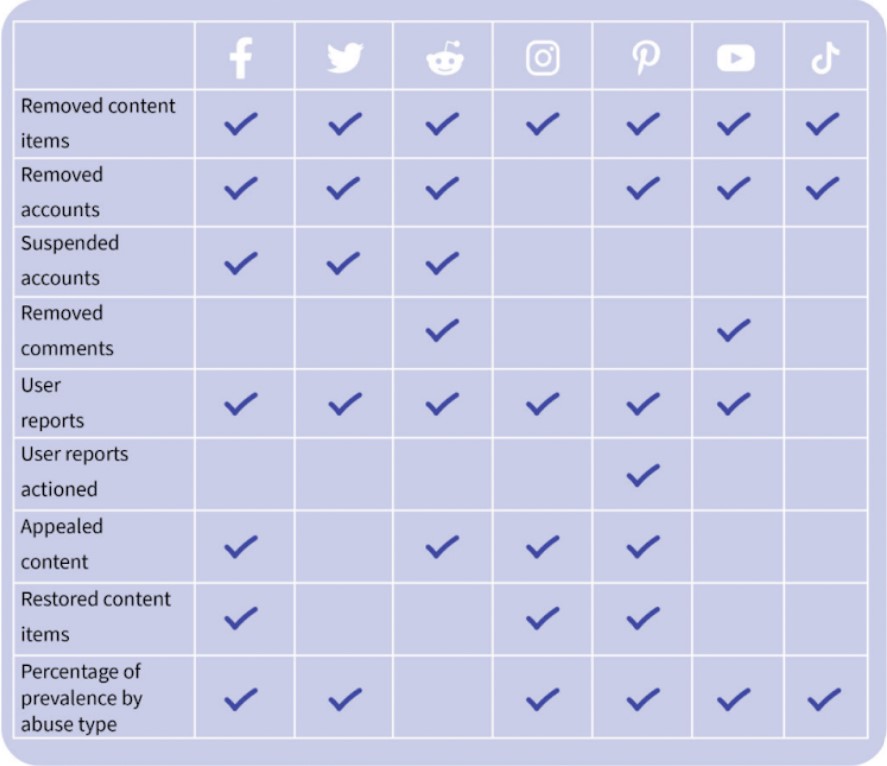 Removed content
items
Removed
accounts
Suspended
accounts
Removed
comments
User
reports
User reports
actioned
Appealed
content
Restored content
items
Percentage of
prevalence by
abuse type